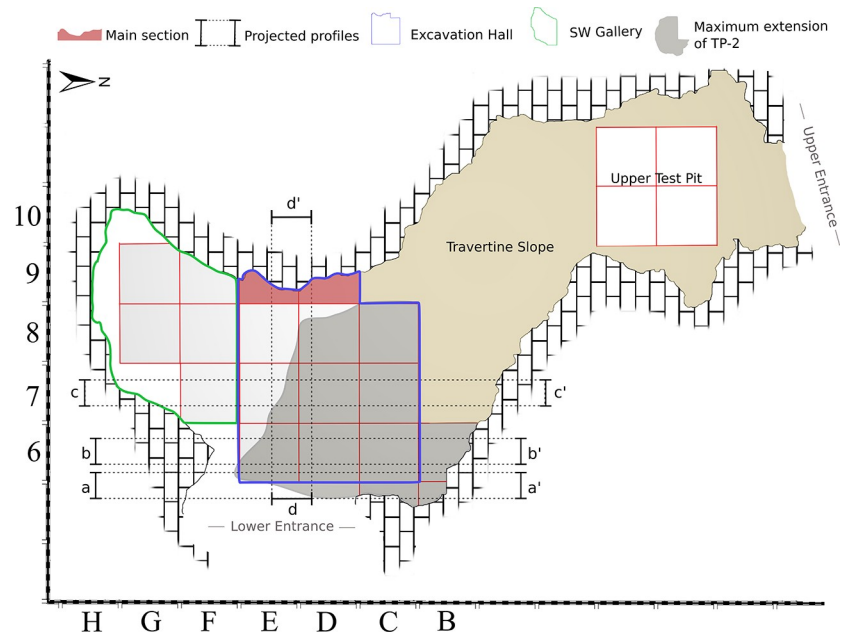 Main section
Projected profiles
Excavation Hall
SW Gallery
Maximum extension
of TP-2
N
Upper Entrance
Upper Test Pit
d'
10
Travertine Slope
9
8
7
c
c'
6
b
b'
a
a'
d
Lower Entrance
H G F E D C B